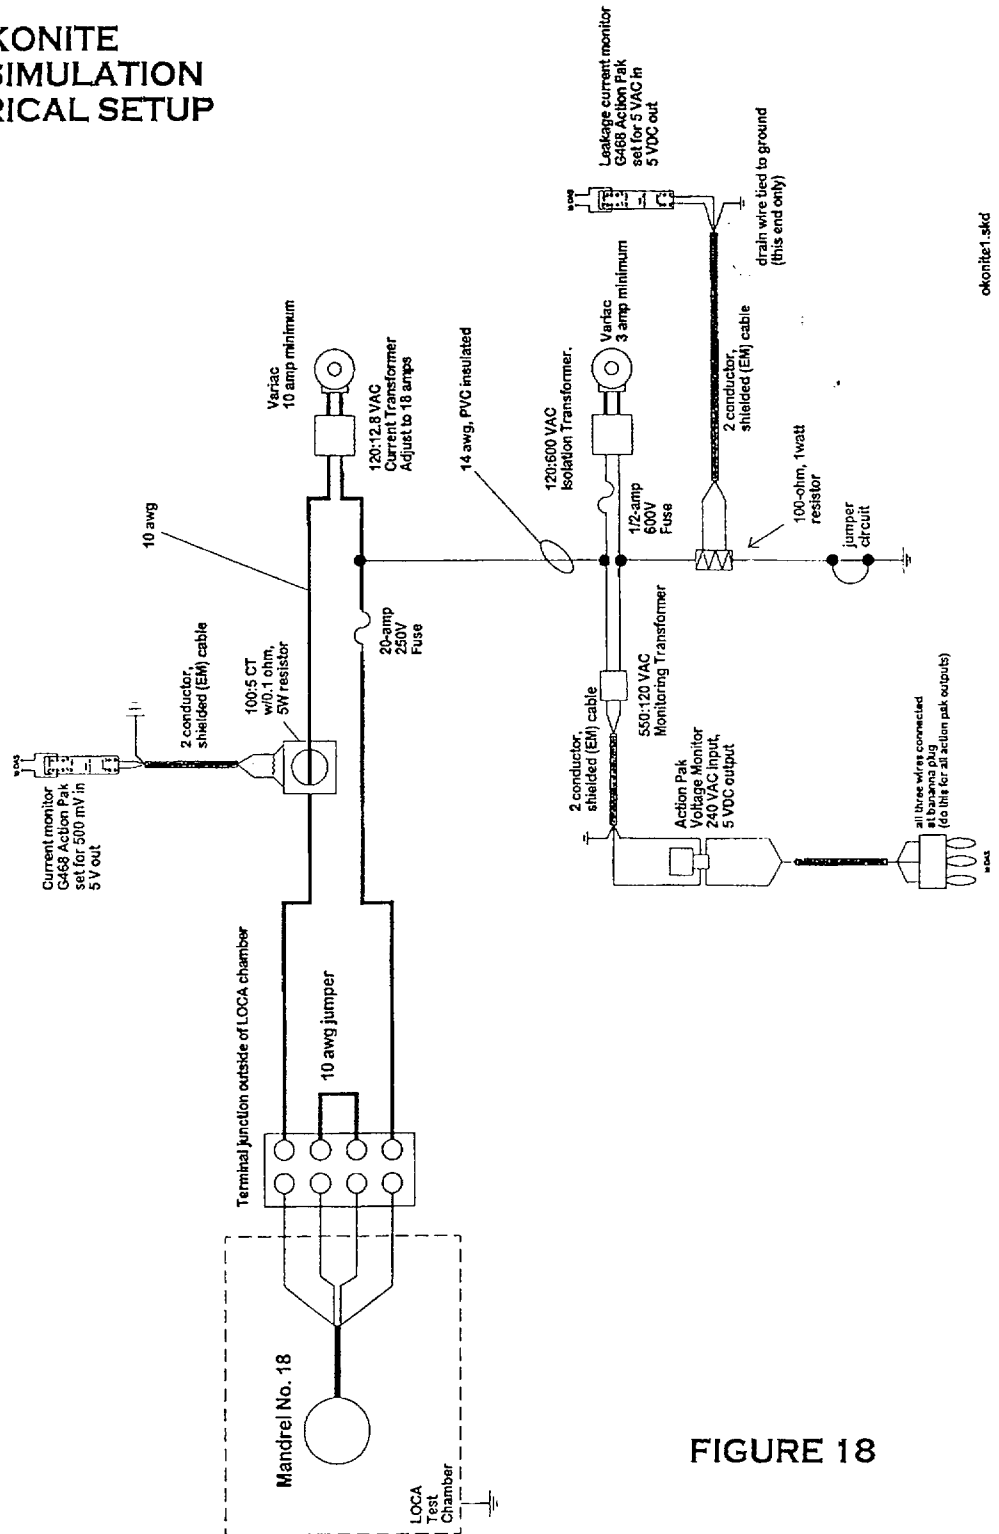 KONITE
SIMULATION
RICAL SETUP
Leakage current monitor
G468 Action Pak
set for 5 VAC in
5 VDC out
to DAS
drain wire tied to ground
(this end only)
okonite1.skd
Variac
10 amp minimum
120:12.8 VAC
Current Transformer
Adjust to 18 amps
Variac
3 amp minimum
120:600 VAC
Isolation Transformer.
2 conductor,
shielded (EM) cable
10 awg
14 awg, PVC insulated
1/2-amp
600V
Fuse
100-ohm, 1watt
resistor
jumper
circuit
20-amp
250V
Fuse
2 conductor,
shielded (EM) cable
100:5 CT
w/0.1 ohm,
5W resistor
to DAS
Current monitor
G468 Action Pak
set for 500 mV in
5 V out
550:120 VAC
Monitoring Transformer
2 conductor,
shielded (EM) cable
Action Pak
Voltage Monitor
240 VAC input,
5 VDC output
all three wires connected
at bananna plug
(do this for all action pak outputs)
to DAS
Terminal junction outside of LOCA chamber
10 awg jumper
Mandrel No. 18
LOCA
Test
Chamber
FIGURE 18